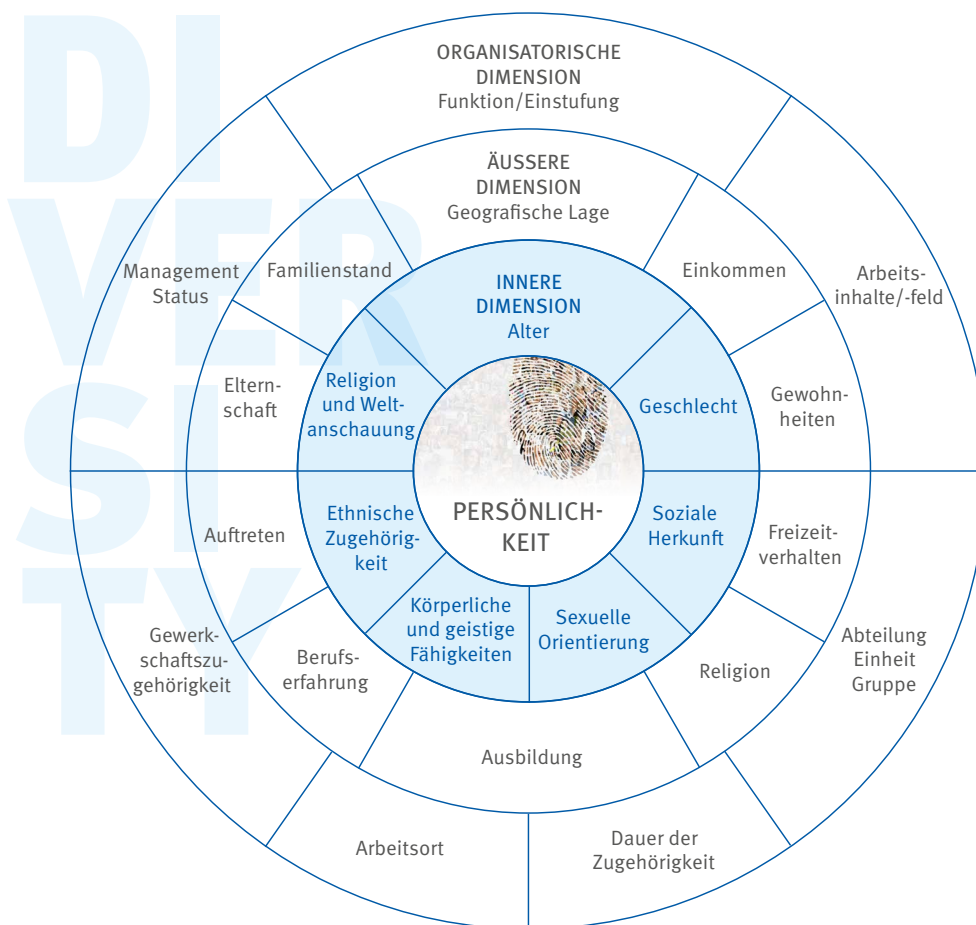 DI
VER
SI
TY
ORGANISATORISCHE
DIMENSION
Funktion/Einstufung
Arbeits-
inhalte/-feld
Abteilung
Einheit
Gruppe
Dauer der
Zugehörigkeit
Arbeitsort
Gewerk-
schaftszu-
gehörigkeit
Management
Status
ÄUSSERE
DIMENSION
Geografische Lage
Einkommen
Gewohn-
heiten
Freizeit-
verhalten
Religion
Ausbildung
Berufs-
erfahrung
Auftreten
Eltern-
schaft
Familienstand
INNERE
DIMENSION
Alter
Geschlecht
Soziale
Herkunft
Sexuelle
Orientierung
Körperliche
und geistige
Fähigkeiten
Ethnische
Zugehörig-
keit
Religion
und Welt-
anschauung
PERSÖNLICH-
KEIT